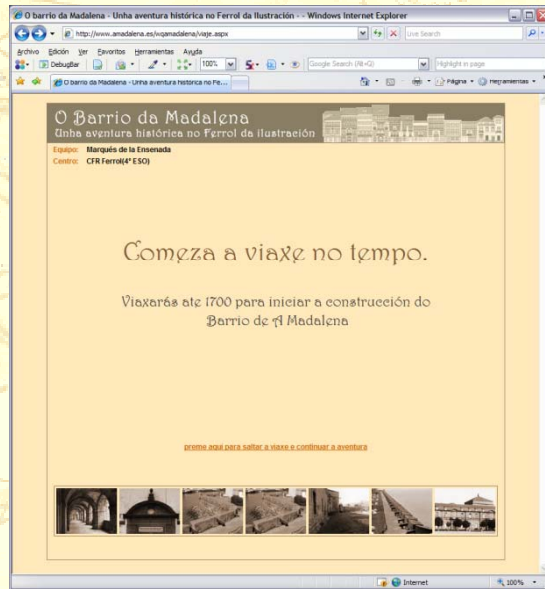 O barrio da Madalena - Unha aventura histórica no Ferrol da Ilustración - - Windows Internet Explorer
http://www.amadalena.es/wqamadalena/viaje.aspx
Live Search
Archivo Edición Ver Favoritos Herramientas Ayuda
DebugBar 100% Google Search (Alt+G) Highlight in page
O barrio da Madalena - Unha aventura histórica no Fe...
Página Herramientas
O Barrio da Madalena
Unha aventura histórica no Ferrol da ilustración
Equipo: Marqués de la Ensenada
Centro: CFR Ferrol(4º ESO)
Comeza a viaxe no tempo.
Viaxarás ate 1700 para iniciar a construcción do
Barrio de A Madalena
preme aqui para saltar a viaxe e continuar a aventura
Internet 100%